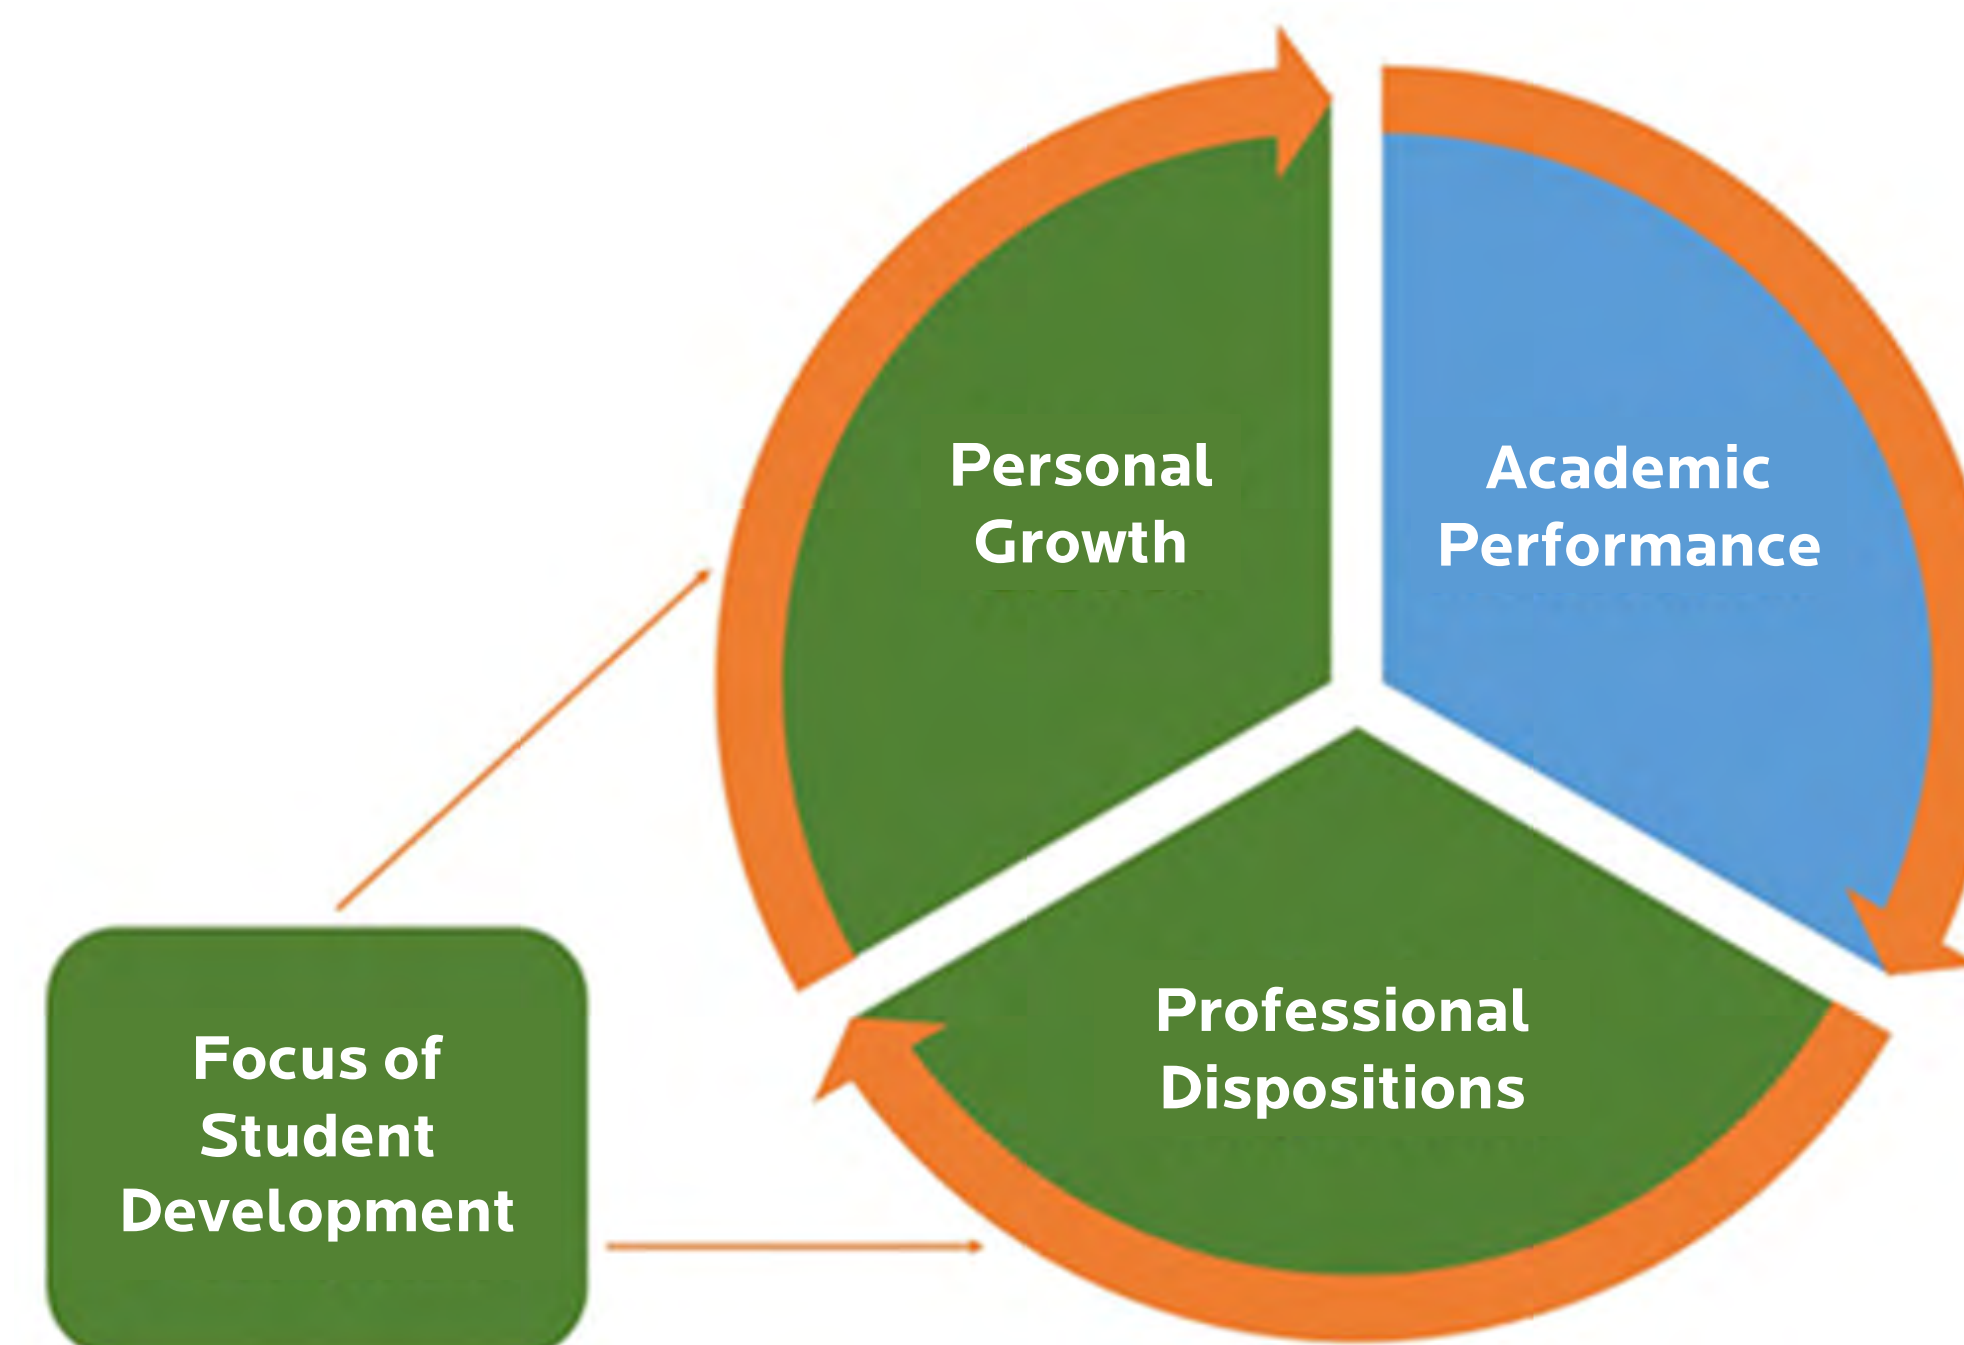 Personal
Growth
Academic
Performance
Professional
Dispositions
Focus of
Student
Development